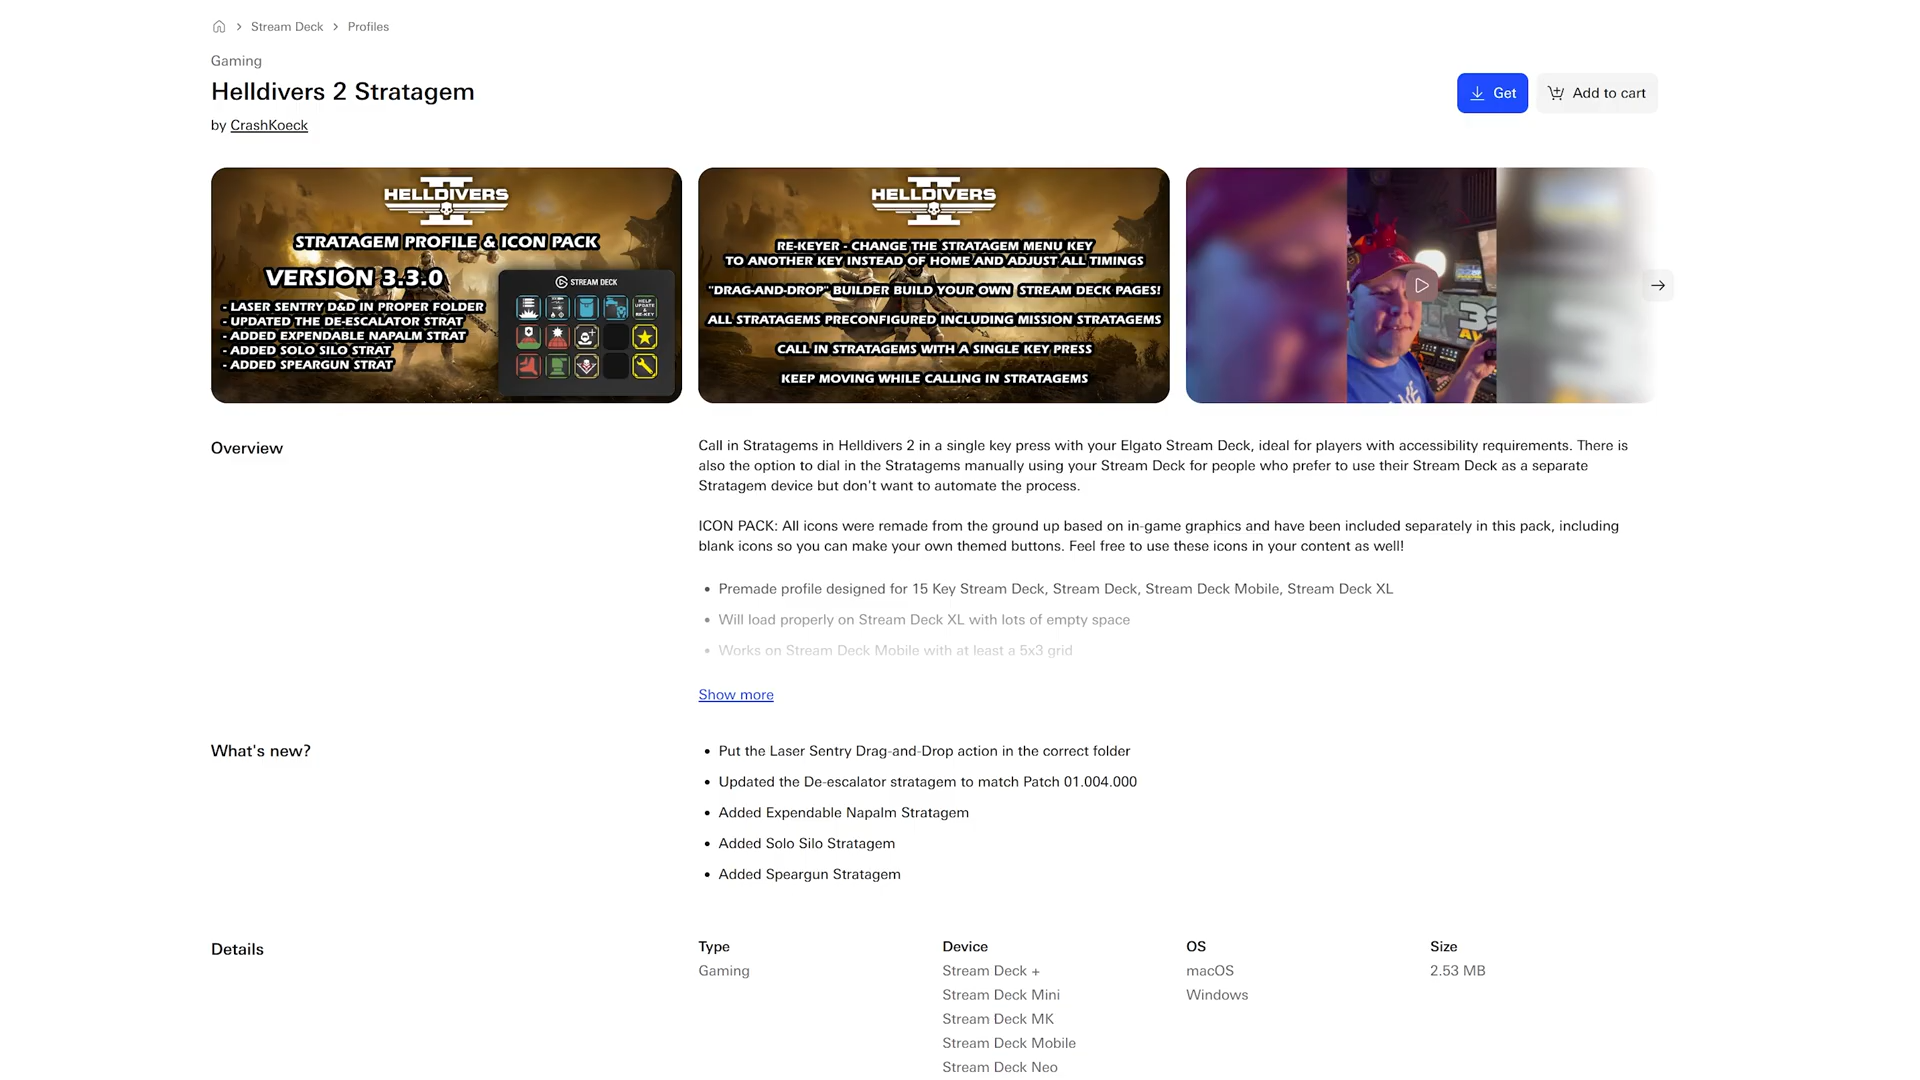 Stream Deck
Profiles
Gaming
Helldivers 2 Stratagem
by CrashKoeck
Get
Add to cart
HELLDIVERS
II
STRATAGEM PROFILE & ICON PACK
VERSION 3.3.0
- LASER SENTRY D&D IN PROPER FOLDER
- UPDATED THE DE-ESCALATOR STRAT
- ADDED EXPENDABLE NAPALM STRAT
- ADDED SOLO SILO STRAT
- ADDED SPEARGUN STRAT
STREAM DECK
HELP
UPDATE
&
RE-KEY
HELLDIVERS
II
RE-KEYER - CHANGE THE STRATAGEM MENU KEY
TO ANOTHER KEY INSTEAD OF HOME AND ADJUST ALL TIMINGS
"DRAG-AND-DROP" BUILDER BUILD YOUR OWN STREAM DECK PAGES!
ALL STRATAGEMS PRECONFIGURED INCLUDING MISSION STRATAGEMS
CALL IN STRATAGEMS WITH A SINGLE KEY PRESS
KEEP MOVING WHILE CALLING IN STRATAGEMS
Overview
Call in Stratagems in Helldivers 2 in a single key press with your Elgato Stream Deck, ideal for players with accessibility requirements. There is
also the option to dial in the Stratagems manually using your Stream Deck for people who prefer to use their Stream Deck as a separate
Stratagem device but don't want to automate the process.
ICON PACK: All icons were remade from the ground up based on in-game graphics and have been included separately in this pack, including
blank icons so you can make your own themed buttons. Feel free to use these icons in your content as well!
• Premade profile designed for 15 Key Stream Deck, Stream Deck, Stream Deck Mobile, Stream Deck XL
• Will load properly on Stream Deck XL with lots of empty space
• Works on Stream Deck Mobile with at least a 5x3 grid
Show more
What's new?
• Put the Laser Sentry Drag-and-Drop action in the correct folder
• Updated the De-escalator stratagem to match Patch 01.004.000
• Added Expendable Napalm Stratagem
• Added Solo Silo Stratagem
• Added Speargun Stratagem
Details
Type
Gaming
Device
Stream Deck +
Stream Deck Mini
Stream Deck MK
Stream Deck Mobile
Stream Deck Neo
OS
macOS
Windows
Size
2.53 MB